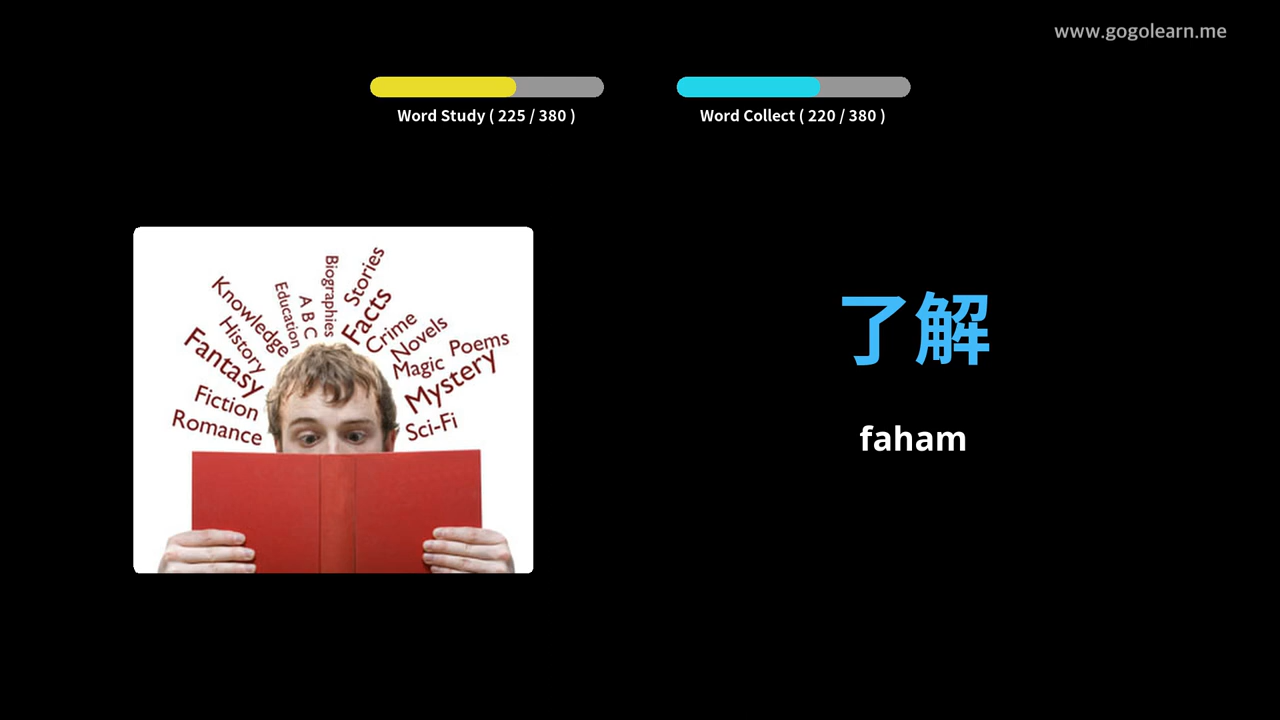 www.gogolearn.me
Word Study ( 225 / 380 )
Word Collect ( 220 / 380 )
Knowledge
Education
A B C
Biographies
Stories
Facts
History
Crime
Novels
Fantasy
Magic
Poems
Mystery
Fiction
Romance
Sci-Fi
了解
faham